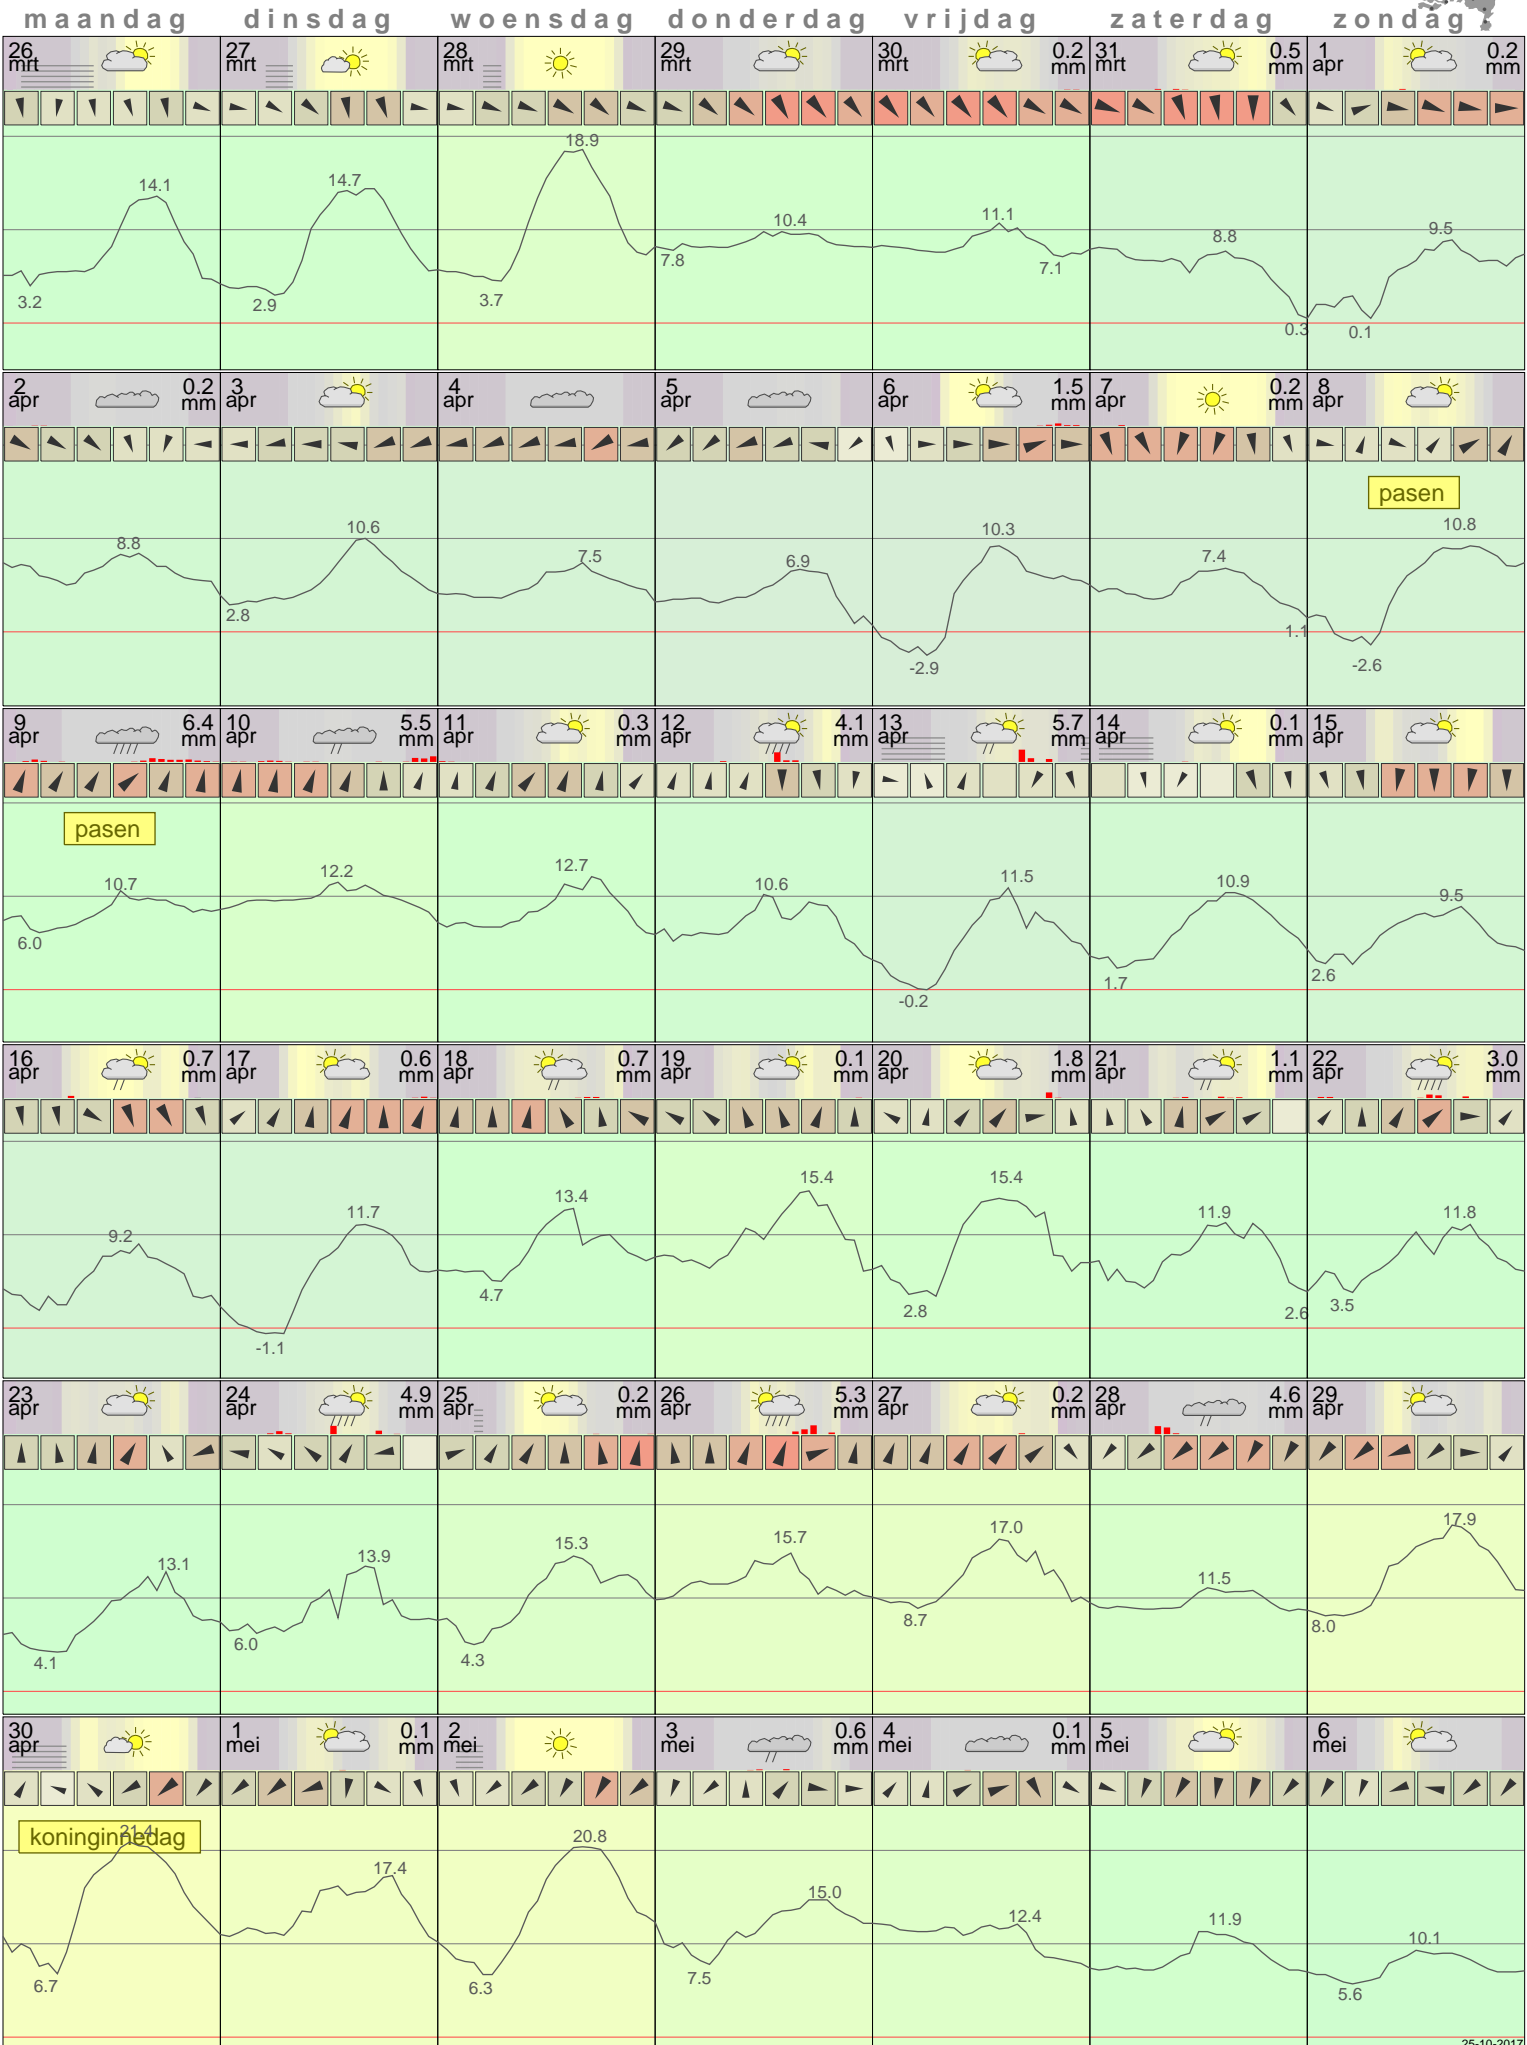 maandag dinsdag woensdag donderdag vrijdag zaterdag zondag
26 27 28 29 30 0.2 31 0.5 1 0.2
mrt mrt mrt mrt mrt mm mrt mm apr mm
18.9
14.1 14.7
11.1
10.4 9.5
8.8
7.8 7.1
3.2 2.9 3.7
0.3 0.1
2 0.2 3 4 5 6 1.5 7 0.2 8
apr mm apr apr apr apr mm apr mm apr
pasen
10.6 10.3 10.8
8.8 7.5 6.9 7.4
2.8 1.1
-2.9 -2.6
9 6.4 10 5.5 11 0.3 12 4.1 13 5.7 14 0.1 15
apr mm apr mm apr mm apr mm apr mm apr mm apr
pasen
10.7 12.2 12.7 10.6 11.5 10.9 9.5
6.0 1.7 2.6
-0.2
16 0.7 17 0.6 18 0.7 19 0.1 20 1.8 21 1.1 22 3.0
apr mm apr mm apr mm apr mm apr mm apr mm apr mm
15.4 15.4
9.2 11.7 13.4 11.9 11.8
4.7 2.8 2.6 3.5
-1.1
23 24 4.9 25 0.2 26 5.3 27 0.2 28 4.6 29
apr apr mm apr mm apr mm apr mm apr mm apr
13.1 13.9 15.3 15.7 17.0 11.5 17.9
4.1 6.0 4.3 8.7 8.0
30 1 0.1 2 3 0.6 4 0.1 5 6
apr mei mm mei mei mm mei mm mei mei
koninginnedag
21.4 17.4 20.8 15.0 12.4 11.9 10.1
6.7 6.3 7.5 5.6
25-10-2017